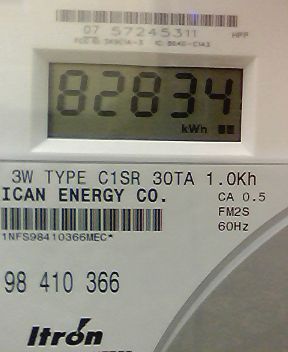 07 57245311 HPP
82834
kWh
3W TYPE C1SR 30TA 1.0Kh
ICAN ENERGY CO. CA 0.5
FM2S
1NFS98410366MEC* 60Hz
98 410 366
Itron